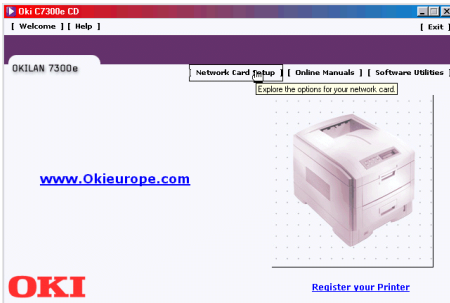 Oki C7300e CD
[ Welcome ] [ Help ] [ Exit ]
OKILAN 7300e
[ Network Card Setup ] [ Online Manuals ] [ Software Utilities ]
Explore the options for your network card.
www.Okieurope.com
OKI
Register your Printer